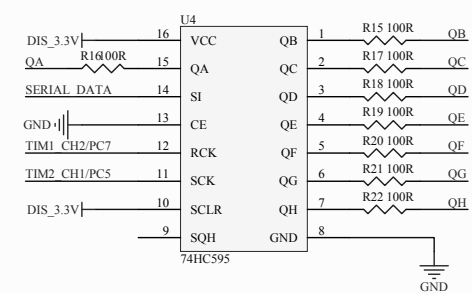 U4
DIS_3.3V 16 VCC QB 1 R15 100R QB
QA R16100R 15 QA QC 2 R17 100R QC
SERIAL_DATA 14 SI QD 3 R18 100R QD
GND 13 CE QE 4 R19 100R QE
TIM1_CH2/PC7 12 RCK QF 5 R20 100R QF
TIM2_CH1/PC5 11 SCK QG 6 R21 100R QG
DIS_3.3V 10 SCLR QH 7 R22 100R QH
9 SQH GND 8
74HC595
GND